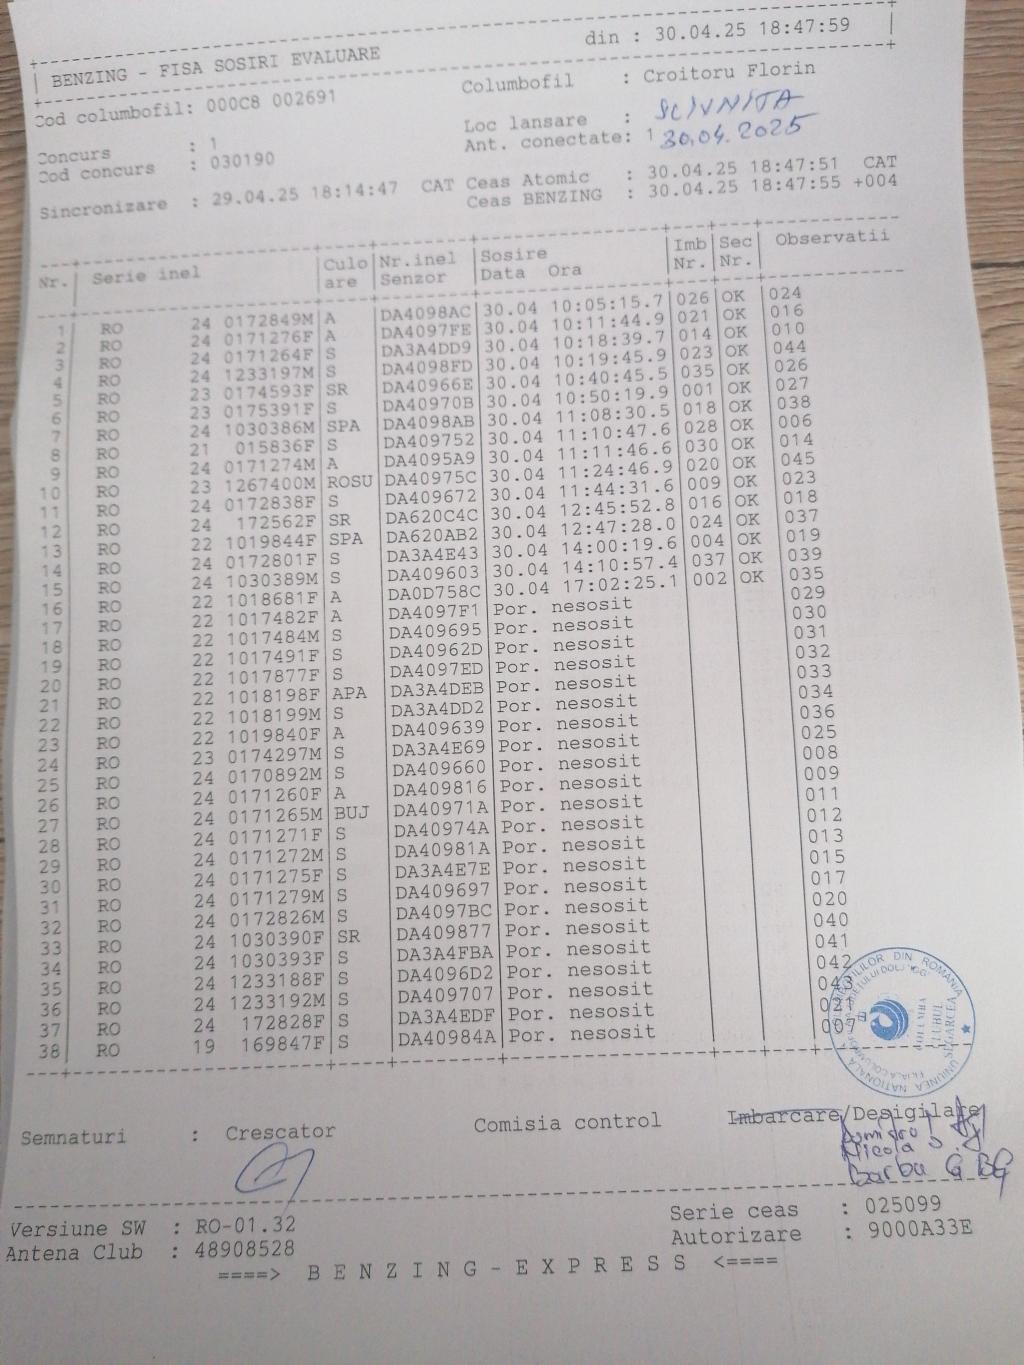 din : 30.04.25 18:47:59
BENZING - FISA SOSIRI EVALUARE
Cod columbofil: 000C8 002691 Columbofil : Croitoru Florin
Loc lansare : SCIVNITA
Concurs : 1 Ant. conectate: 1 30.04.2025
Cod concurs : 030190
Ceas Atomic : 30.04.25 18:47:51 CAT
Sincronizare : 29.04.25 18:14:47 CAT Ceas BENZING : 30.04.25 18:47:55 +004
Nr. Serie inel Culo Nr.inel Sosire Imb Sec Observatii
are Senzor Data Ora Nr. Nr.
1 RO 24 0172849M A DA4098AC 30.04 10:05:15.7 026 OK 024
2 RO 24 0171276F A DA4097FE 30.04 10:11:44.9 021 OK 016
3 RO 24 0171264F S DA3A4DD9 30.04 10:18:39.7 014 OK 010
4 RO 24 1233197M S DA4098FD 30.04 10:19:45.9 023 OK 044
5 RO 23 0174593F SR DA40966E 30.04 10:40:45.5 035 OK 026
6 RO 23 0175391F S DA40970B 30.04 10:50:19.9 001 OK 027
7 RO 24 1030386M SPA DA4098AB 30.04 11:08:30.5 018 OK 038
8 RO 21 015836F S DA409752 30.04 11:10:47.6 028 OK 006
9 RO 24 0171274M A DA4095A9 30.04 11:11:46.6 030 OK 014
10 RO 23 1267400M ROSU DA40975C 30.04 11:24:46.9 020 OK 045
11 RO 24 0172838F S DA409672 30.04 11:44:31.6 009 OK 023
12 RO 24 172562F SR DA620C4C 30.04 12:45:52.8 016 OK 018
13 RO 22 1019844F SPA DA620AB2 30.04 12:47:28.0 024 OK 037
14 RO 24 0172801F S DA3A4E43 30.04 14:00:19.6 004 OK 019
15 RO 24 1030389M S DA409603 30.04 14:10:57.4 037 OK 039
16 RO 22 1018681F A DA0D758C 30.04 17:02:25.1 002 OK 035
17 RO 22 1017482F A DA4097F1 Por. nesosit 029
18 RO 22 1017484M S DA409695 Por. nesosit 030
19 RO 22 1017491F S DA40962D Por. nesosit 031
20 RO 22 1017877F S DA4097ED Por. nesosit 032
21 RO 22 1018198F APA DA3A4DEB Por. nesosit 033
22 RO 22 1018199M S DA3A4DD2 Por. nesosit 034
23 RO 22 1019840F A DA409639 Por. nesosit 036
24 RO 23 0174297M S DA3A4E69 Por. nesosit 025
25 RO 24 0170892M S DA409660 Por. nesosit 008
26 RO 24 0171260F A DA409816 Por. nesosit 009
27 RO 24 0171265M BUJ DA40971A Por. nesosit 011
28 RO 24 0171271F S DA40974A Por. nesosit 012
29 RO 24 0171272M S DA40981A Por. nesosit 013
30 RO 24 0171275F S DA3A4E7E Por. nesosit 015
31 RO 24 0171279M S DA409697 Por. nesosit 017
32 RO 24 0172826M S DA4097BC Por. nesosit 020
33 RO 24 1030390F SR DA409877 Por. nesosit 040
34 RO 24 1030393F S DA3A4FBA Por. nesosit 041
35 RO 24 1233188F S DA4096D2 Por. nesosit 042
36 RO 24 1233192M S DA409707 Por. nesosit 043
37 RO 24 172828F S DA3A4EDF Por. nesosit 021
38 RO 19 169847F S DA40984A Por. nesosit 007
DIN ROMANIA
COLUMBA
CLUBUL
SEGARCEA
UNIUNEA NATIONALA
Semnaturi : Crescator Comisia control Imbarcare/Desigilare
Nicola
Barbu G
Versiune SW : RO-01.32 Serie ceas : 025099
Antena Club : 48908528 Autorizare : 9000A33E
====> BENZING-EXPRESS <====